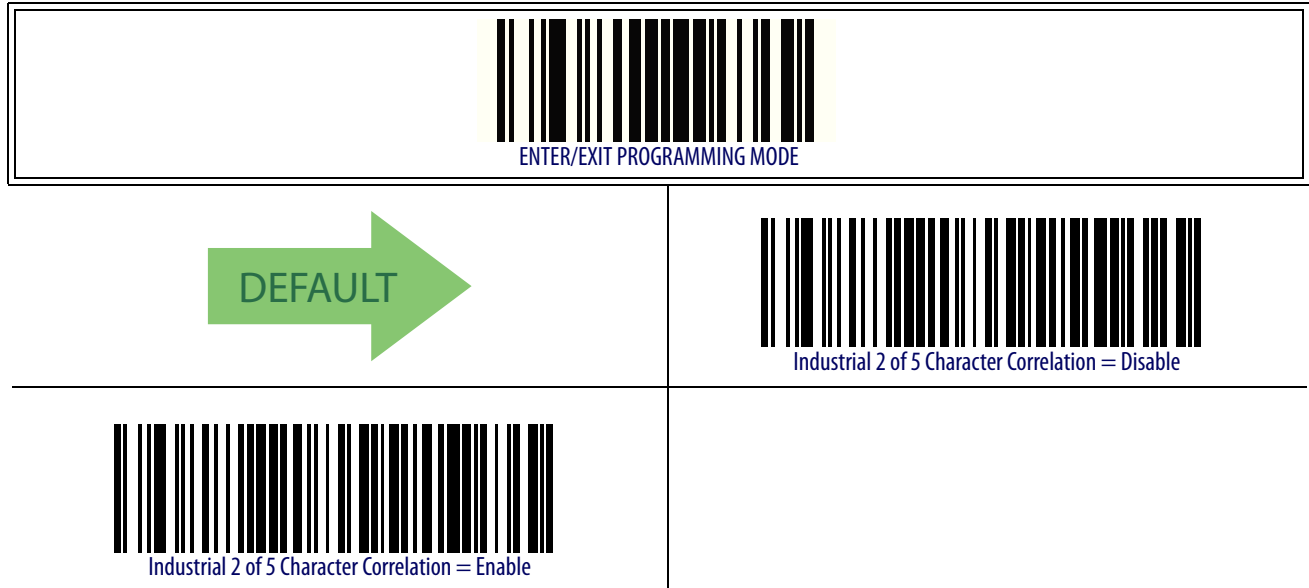 ENTER/EXIT PROGRAMMING MODE
DEFAULT
Industrial 2 of 5 Character Correlation = Disable
Industrial 2 of 5 Character Correlation = Enable